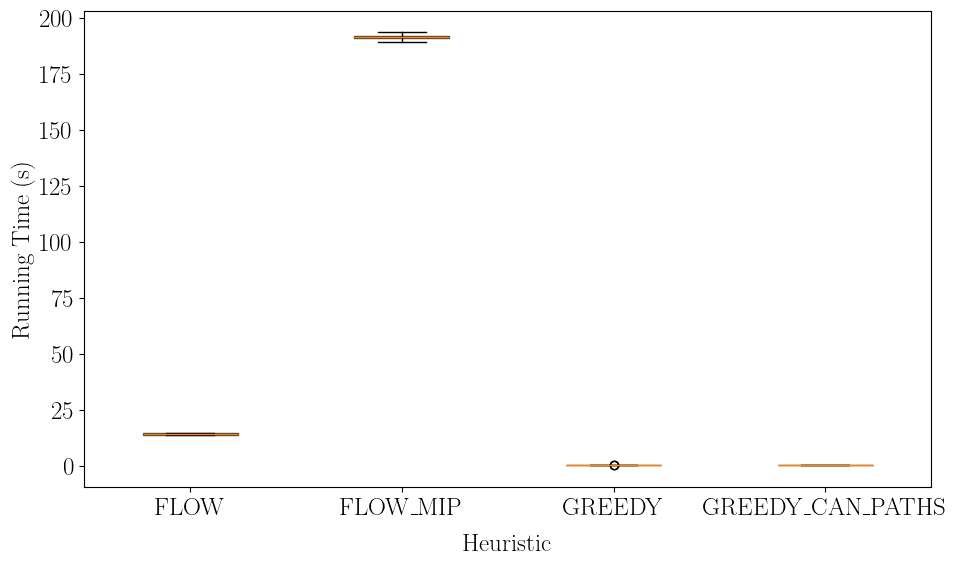 200
175
150
125
100
75
50
25
0
Running Time (s)
FLOW
FLOW_MIP
GREEDY
GREEDY_CAN_PATHS
Heuristic